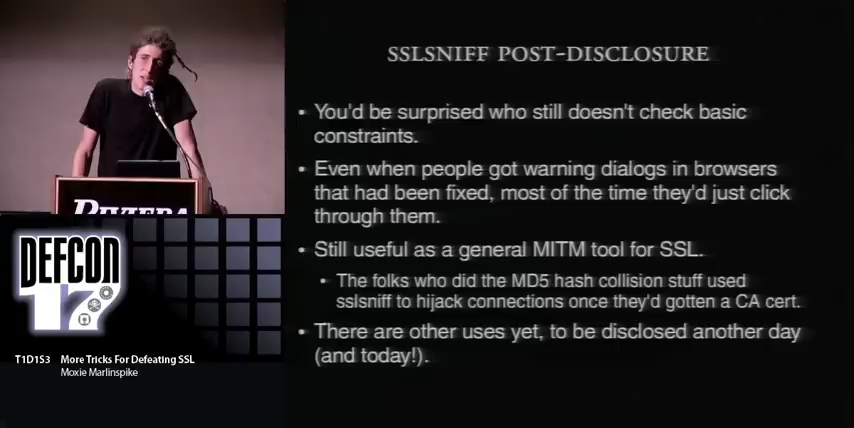 SSLSNIFF POST-DISCLOSURE
• You'd be surprised who still doesn't check basic
constraints.
• Even when people got warning dialogs in browsers
that had been fixed, most of the time they'd just click
through them.
• Still useful as a general MITM tool for SSL.
• The folks who did the MD5 hash collision stuff used
sslsniff to hijack connections once they'd gotten a CA cert.
• There are other uses yet, to be disclosed another day
(and today!).
RIVIERA
DEFCON
17
T1D1S3 More Tricks For Defeating SSL
Moxie Marlinspike